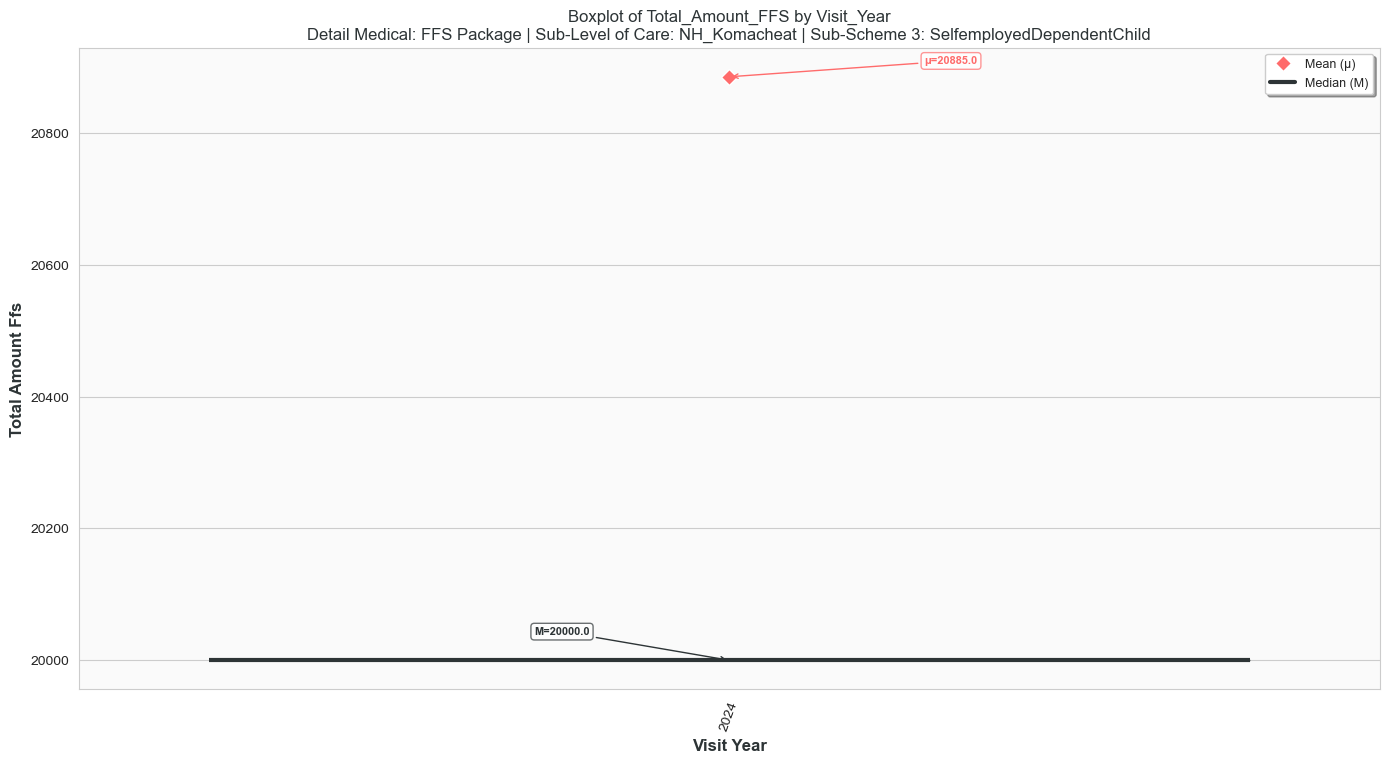 Boxplot of Total_Amount_FFS by Visit_Year
Detail Medical: FFS Package | Sub-Level of Care: NH_Komacheat | Sub-Scheme 3: SelfemployedDependentChild
μ=20885.0
Mean (μ)
Median (M)
20800
20600
20400
20200
20000
Total Amount Ffs
M=20000.0
2024
Visit Year